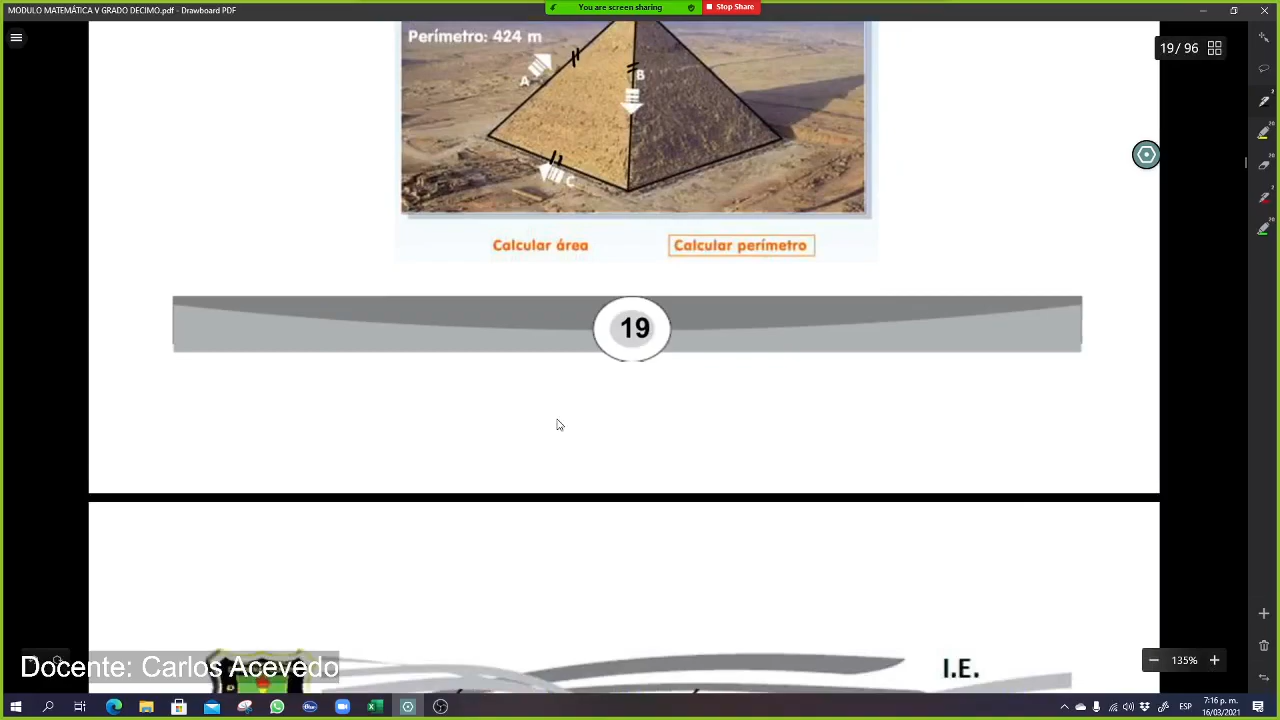 MODULO MATEMÁTICA V GRADO DECIMO.pdf - Drawboard PDF
You are screen sharing
Stop Share
19 / 96
Perímetro: 424 m
A
B
C
Calcular área
Calcular perímetro
19
Docente: Carlos Acevedo
I.E.
135%
ESP
7:16 p. m.
16/03/2021